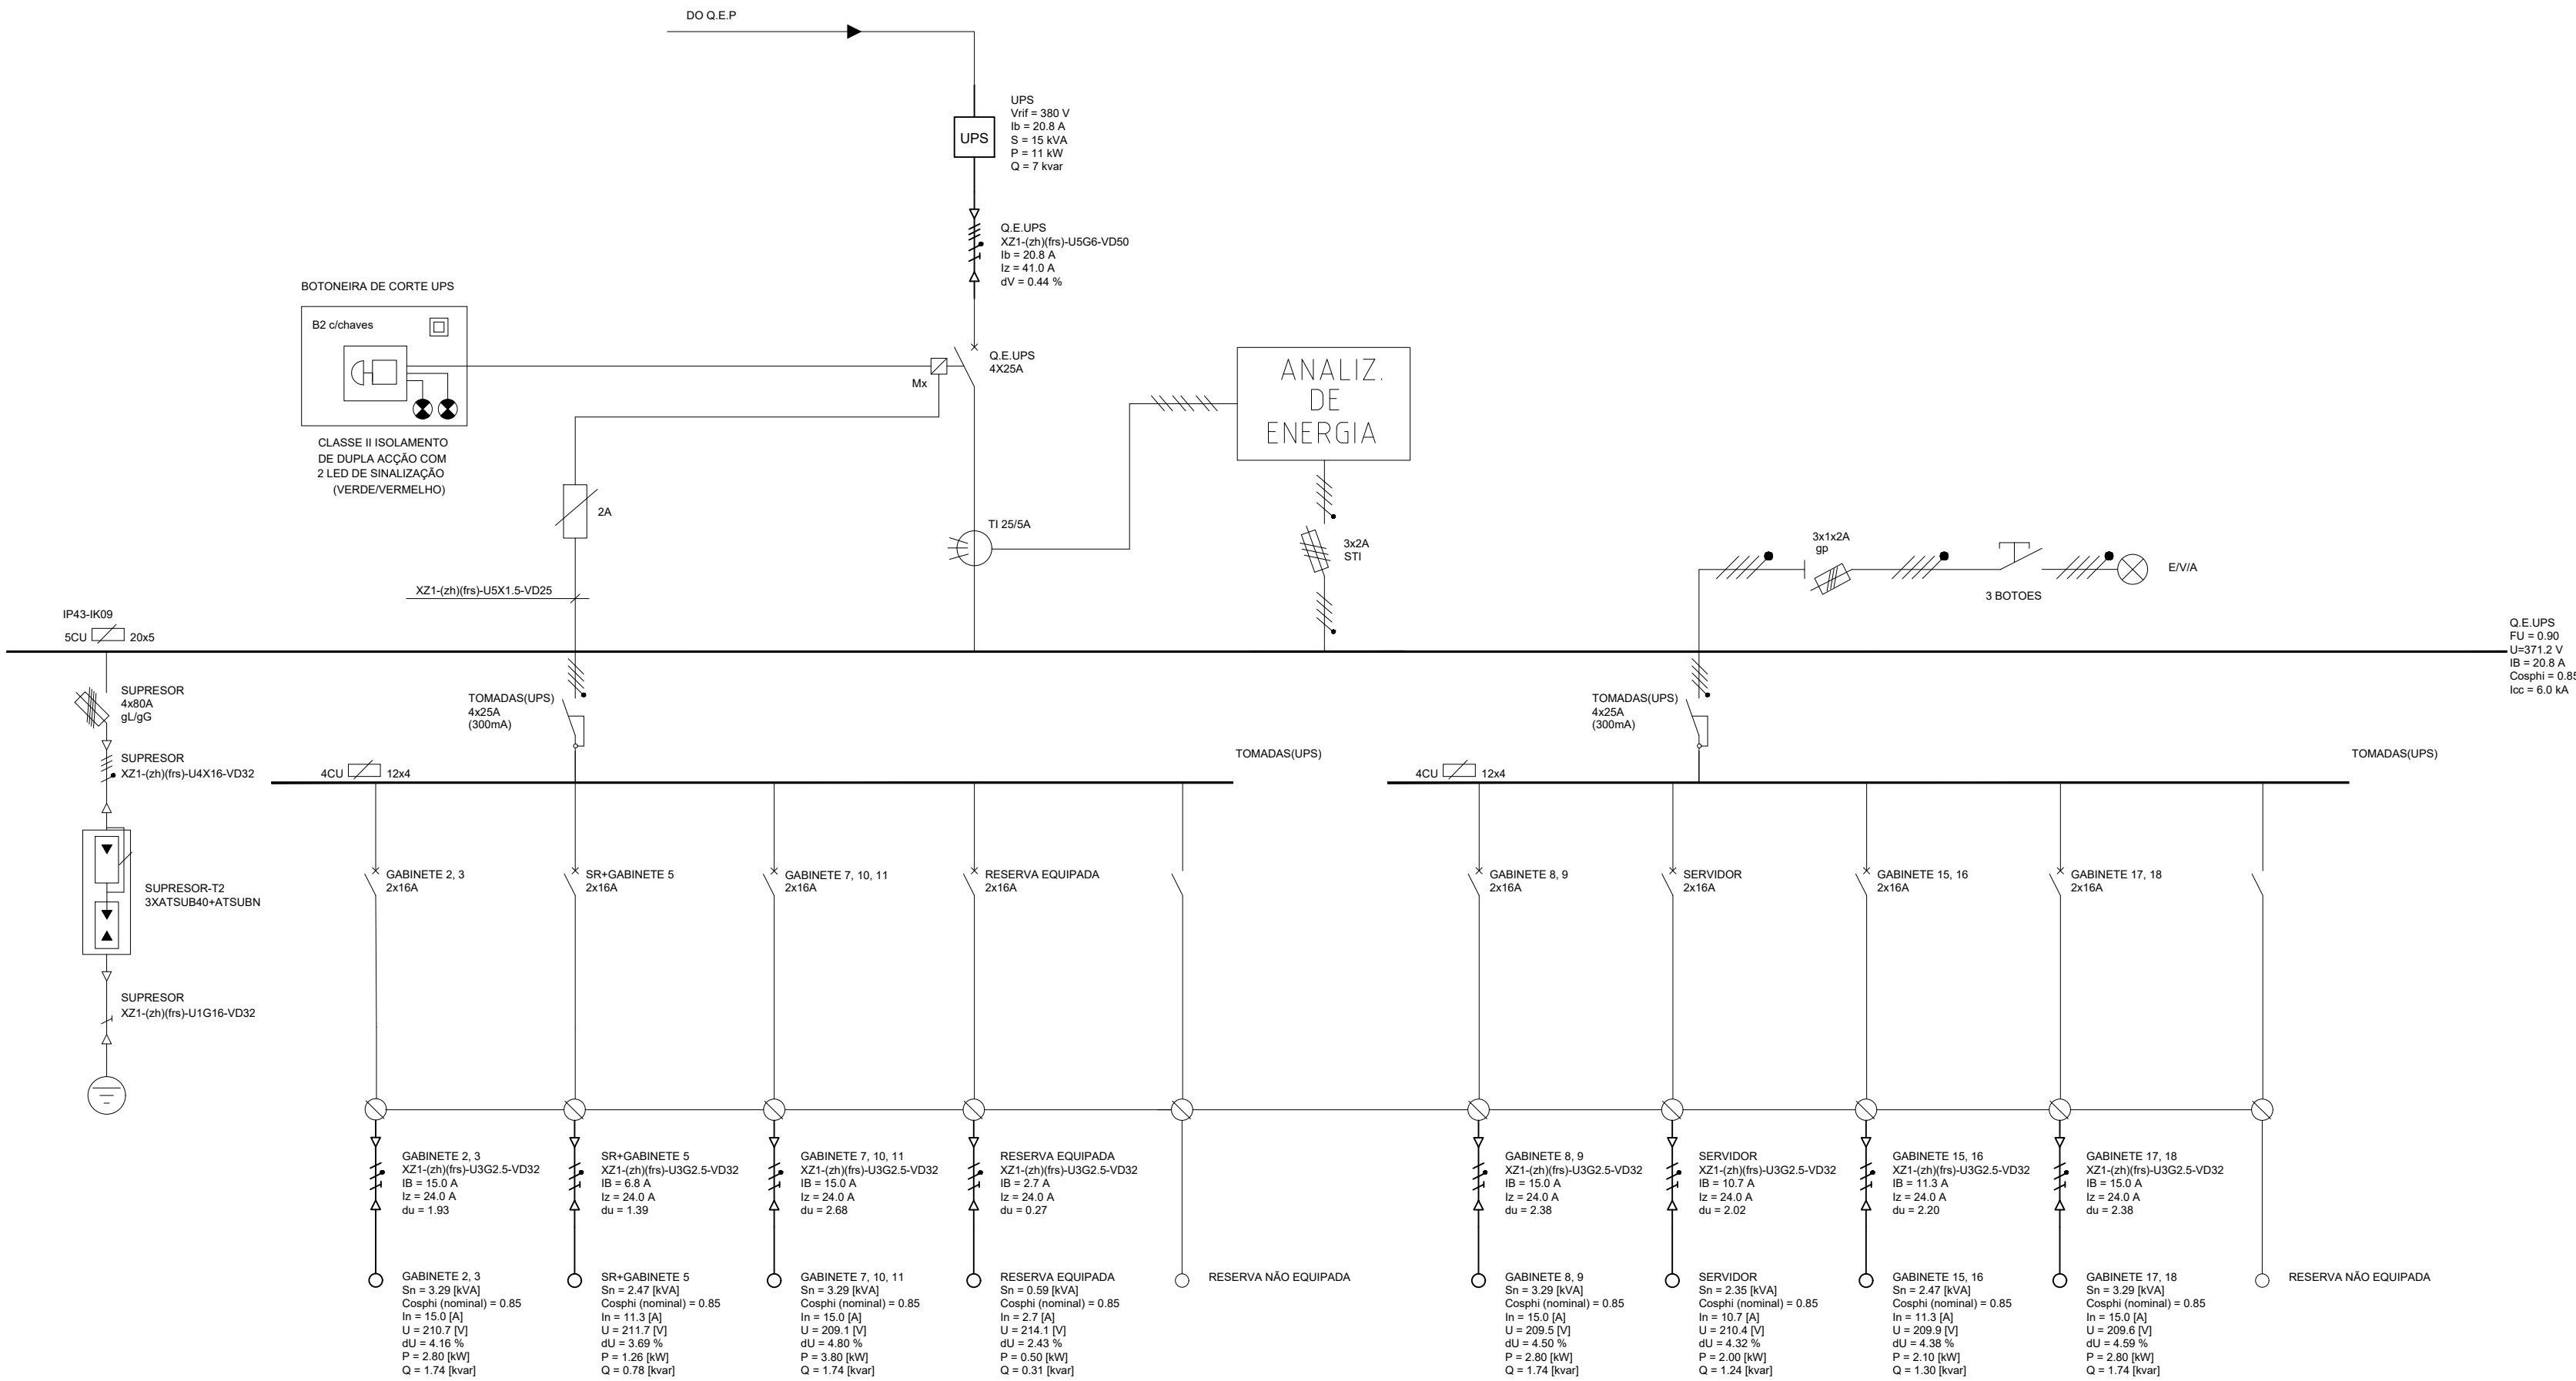 DO Q.E.P
UPS
Vrif = 380 V
Ib = 20.8 A
S = 15 kVA
P = 11 kW
Q = 7 kvar
UPS
Q.E.UPS
XZ1-(zh)(frs)-U5G6-VD50
Ib = 20.8 A
Iz = 41.0 A
dV = 0.44 %
BOTONEIRA DE CORTE UPS
B2 c/chaves
CLASSE II ISOLAMENTO
DE DUPLA ACÇÃO COM
2 LED DE SINALIZAÇÃO
(VERDE/VERMELHO)
Mx
Q.E.UPS
4X25A
ANALIZ.
DE
ENERGIA
2A
TI 25/5A
3x2A
STI
3x1x2A
gp
E/V/A
3 BOTOES
XZ1-(zh)(frs)-U5X1.5-VD25
IP43-IK09
5CU 20x5
Q.E.UPS
FU = 0.90
U=371.2 V
IB = 20.8 A
Cosphi = 0.85
Icc = 6.0 kA
SUPRESOR
4x80A
gL/gG
SUPRESOR
XZ1-(zh)(frs)-U4X16-VD32
SUPRESOR-T2
3XATSUB40+ATSUBN
SUPRESOR
XZ1-(zh)(frs)-U1G16-VD32
TOMADAS(UPS)
4x25A
(300mA)
TOMADAS(UPS)
4CU 12x4
TOMADAS(UPS)
4x25A
(300mA)
TOMADAS(UPS)
4CU 12x4
GABINETE 2, 3
2x16A
SR+GABINETE 5
2x16A
GABINETE 7, 10, 11
2x16A
RESERVA EQUIPADA
2x16A
GABINETE 8, 9
2x16A
SERVIDOR
2x16A
GABINETE 15, 16
2x16A
GABINETE 17, 18
2x16A
GABINETE 2, 3
XZ1-(zh)(frs)-U3G2.5-VD32
IB = 15.0 A
Iz = 24.0 A
du = 1.93
SR+GABINETE 5
XZ1-(zh)(frs)-U3G2.5-VD32
IB = 6.8 A
Iz = 24.0 A
du = 1.39
GABINETE 7, 10, 11
XZ1-(zh)(frs)-U3G2.5-VD32
IB = 15.0 A
Iz = 24.0 A
du = 2.68
RESERVA EQUIPADA
XZ1-(zh)(frs)-U3G2.5-VD32
IB = 2.7 A
Iz = 24.0 A
du = 0.27
GABINETE 8, 9
XZ1-(zh)(frs)-U3G2.5-VD32
IB = 15.0 A
Iz = 24.0 A
du = 2.38
SERVIDOR
XZ1-(zh)(frs)-U3G2.5-VD32
IB = 10.7 A
Iz = 24.0 A
du = 2.02
GABINETE 15, 16
XZ1-(zh)(frs)-U3G2.5-VD32
IB = 11.3 A
Iz = 24.0 A
du = 2.20
GABINETE 17, 18
XZ1-(zh)(frs)-U3G2.5-VD32
IB = 15.0 A
Iz = 24.0 A
du = 2.38
GABINETE 2, 3
Sn = 3.29 [kVA]
Cosphi (nominal) = 0.85
In = 15.0 [A]
U = 210.7 [V]
dU = 4.16 %
P = 2.80 [kW]
Q = 1.74 [kvar]
SR+GABINETE 5
Sn = 2.47 [kVA]
Cosphi (nominal) = 0.85
In = 11.3 [A]
U = 211.7 [V]
dU = 3.69 %
P = 1.26 [kW]
Q = 0.78 [kvar]
GABINETE 7, 10, 11
Sn = 3.29 [kVA]
Cosphi (nominal) = 0.85
In = 15.0 [A]
U = 209.1 [V]
dU = 4.80 %
P = 3.80 [kW]
Q = 1.74 [kvar]
RESERVA EQUIPADA
Sn = 0.59 [kVA]
Cosphi (nominal) = 0.85
In = 2.7 [A]
U = 214.1 [V]
dU = 2.43 %
P = 0.50 [kW]
Q = 0.31 [kvar]
RESERVA NÃO EQUIPADA
GABINETE 8, 9
Sn = 3.29 [kVA]
Cosphi (nominal) = 0.85
In = 15.0 [A]
U = 209.5 [V]
dU = 4.50 %
P = 2.80 [kW]
Q = 1.74 [kvar]
SERVIDOR
Sn = 2.35 [kVA]
Cosphi (nominal) = 0.85
In = 10.7 [A]
U = 210.4 [V]
dU = 4.32 %
P = 2.00 [kW]
Q = 1.24 [kvar]
GABINETE 15, 16
Sn = 2.47 [kVA]
Cosphi (nominal) = 0.85
In = 11.3 [A]
U = 209.9 [V]
dU = 4.38 %
P = 2.10 [kW]
Q = 1.30 [kvar]
GABINETE 17, 18
Sn = 3.29 [kVA]
Cosphi (nominal) = 0.85
In = 15.0 [A]
U = 209.6 [V]
dU = 4.59 %
P = 2.80 [kW]
Q = 1.74 [kvar]
RESERVA NÃO EQUIPADA